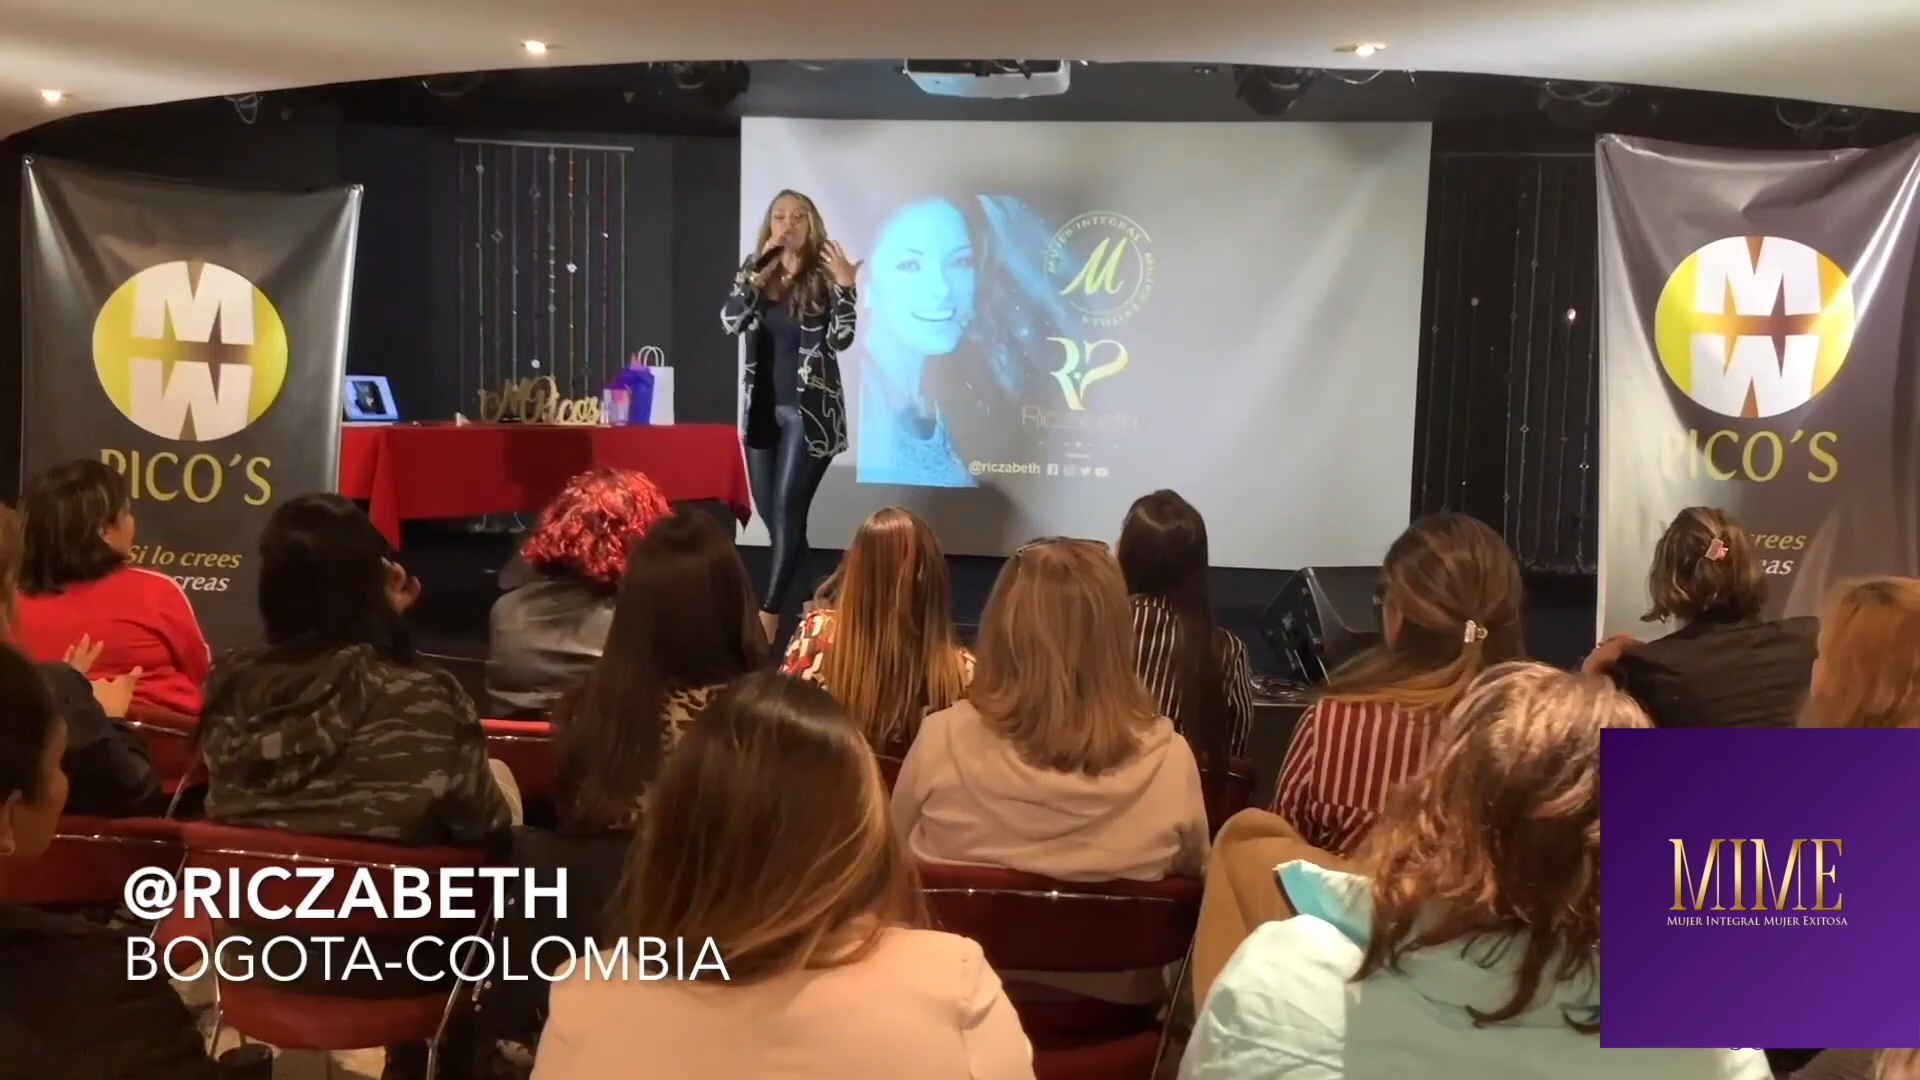 MUJER INTEGRAL
MUJER EXITOSA
M
Riczabeth
@riczabeth
M
W
PICO´S
Si lo crees
creas
M Pico's
M
W
PICO´S
crees
as
@RICZABETH
BOGOTA-COLOMBIA
MIME
MUJER INTEGRAL MUJER EXITOSA